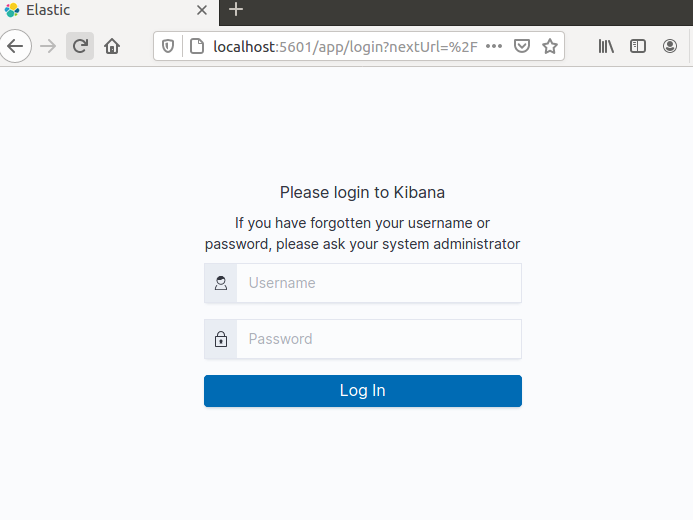 Elastic
localhost:5601/app/login?nextUrl=%2F
Please login to Kibana
If you have forgotten your username or
password, please ask your system administrator
Username
Password
Log In